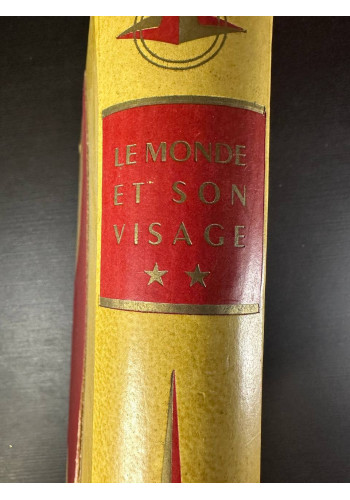 LE MONDE
ET SON
VISAGE
★★